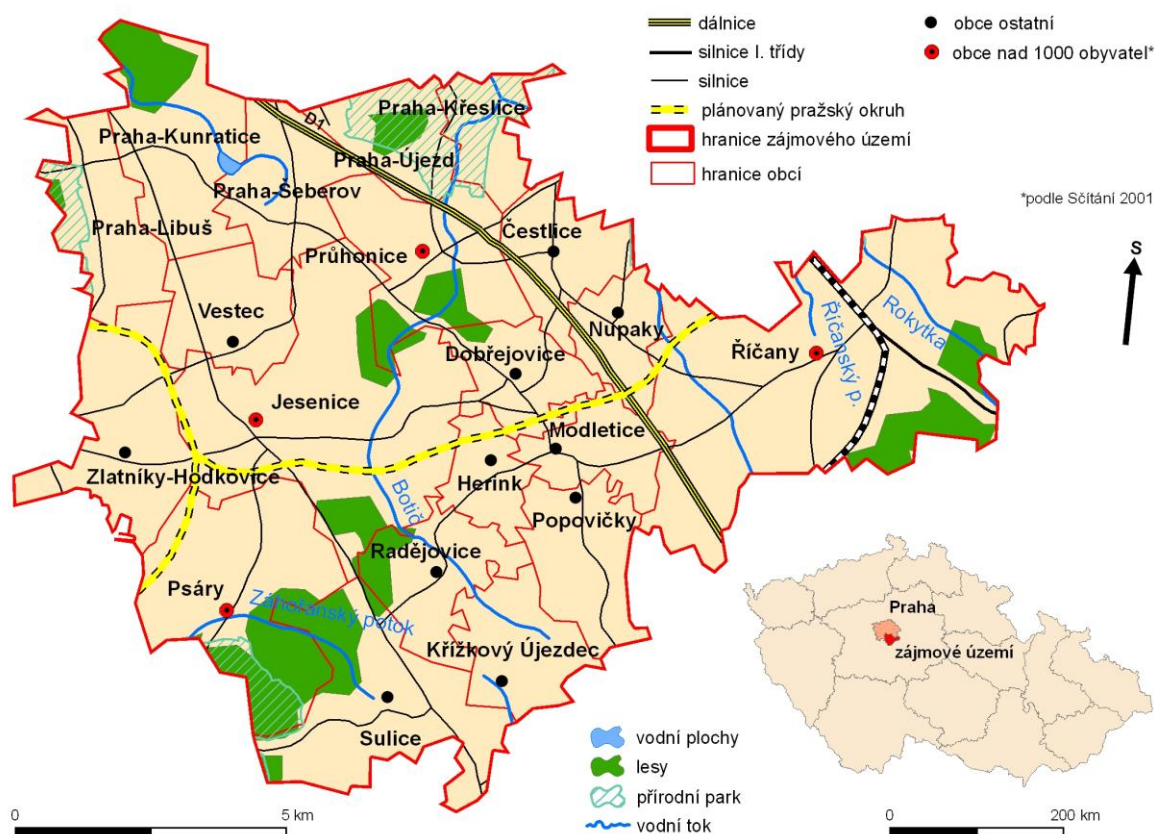 dálnice
silnice I. třídy
silnice
plánovaný pražský okruh
hranice zájmového území
hranice obcí
obce ostatní
obce nad 1000 obyvatel*
*podle Sčítání 2001
S
D1
Praha-Křeslice
Praha-Kunratice
Praha-Újezd
Praha-Šeberov
Praha-Libuš
Průhonice
Čestlice
Vestec
Nupaky
Říčanský p.
Rokytka
Dobřejovice
Říčany
Jesenice
Modletice
Zlatníky-Hodkovice
Herink
Botič
Popovičky
Radějovice
Psáry
Záhořanský potok
Křížkový Újezdec
Sulice
Praha
zájmové území
vodní plochy
lesy
přírodní park
vodní tok
0 5 km
0 200 km